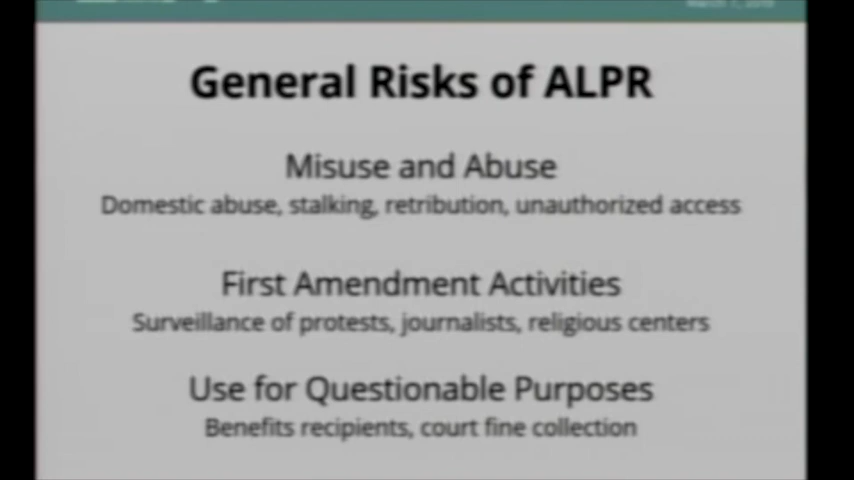 General Risks of ALPR
Misuse and Abuse
Domestic abuse, stalking, retribution, unauthorized access
First Amendment Activities
Surveillance of protests, journalists, religious centers
Use for Questionable Purposes
Benefits recipients, court fine collection